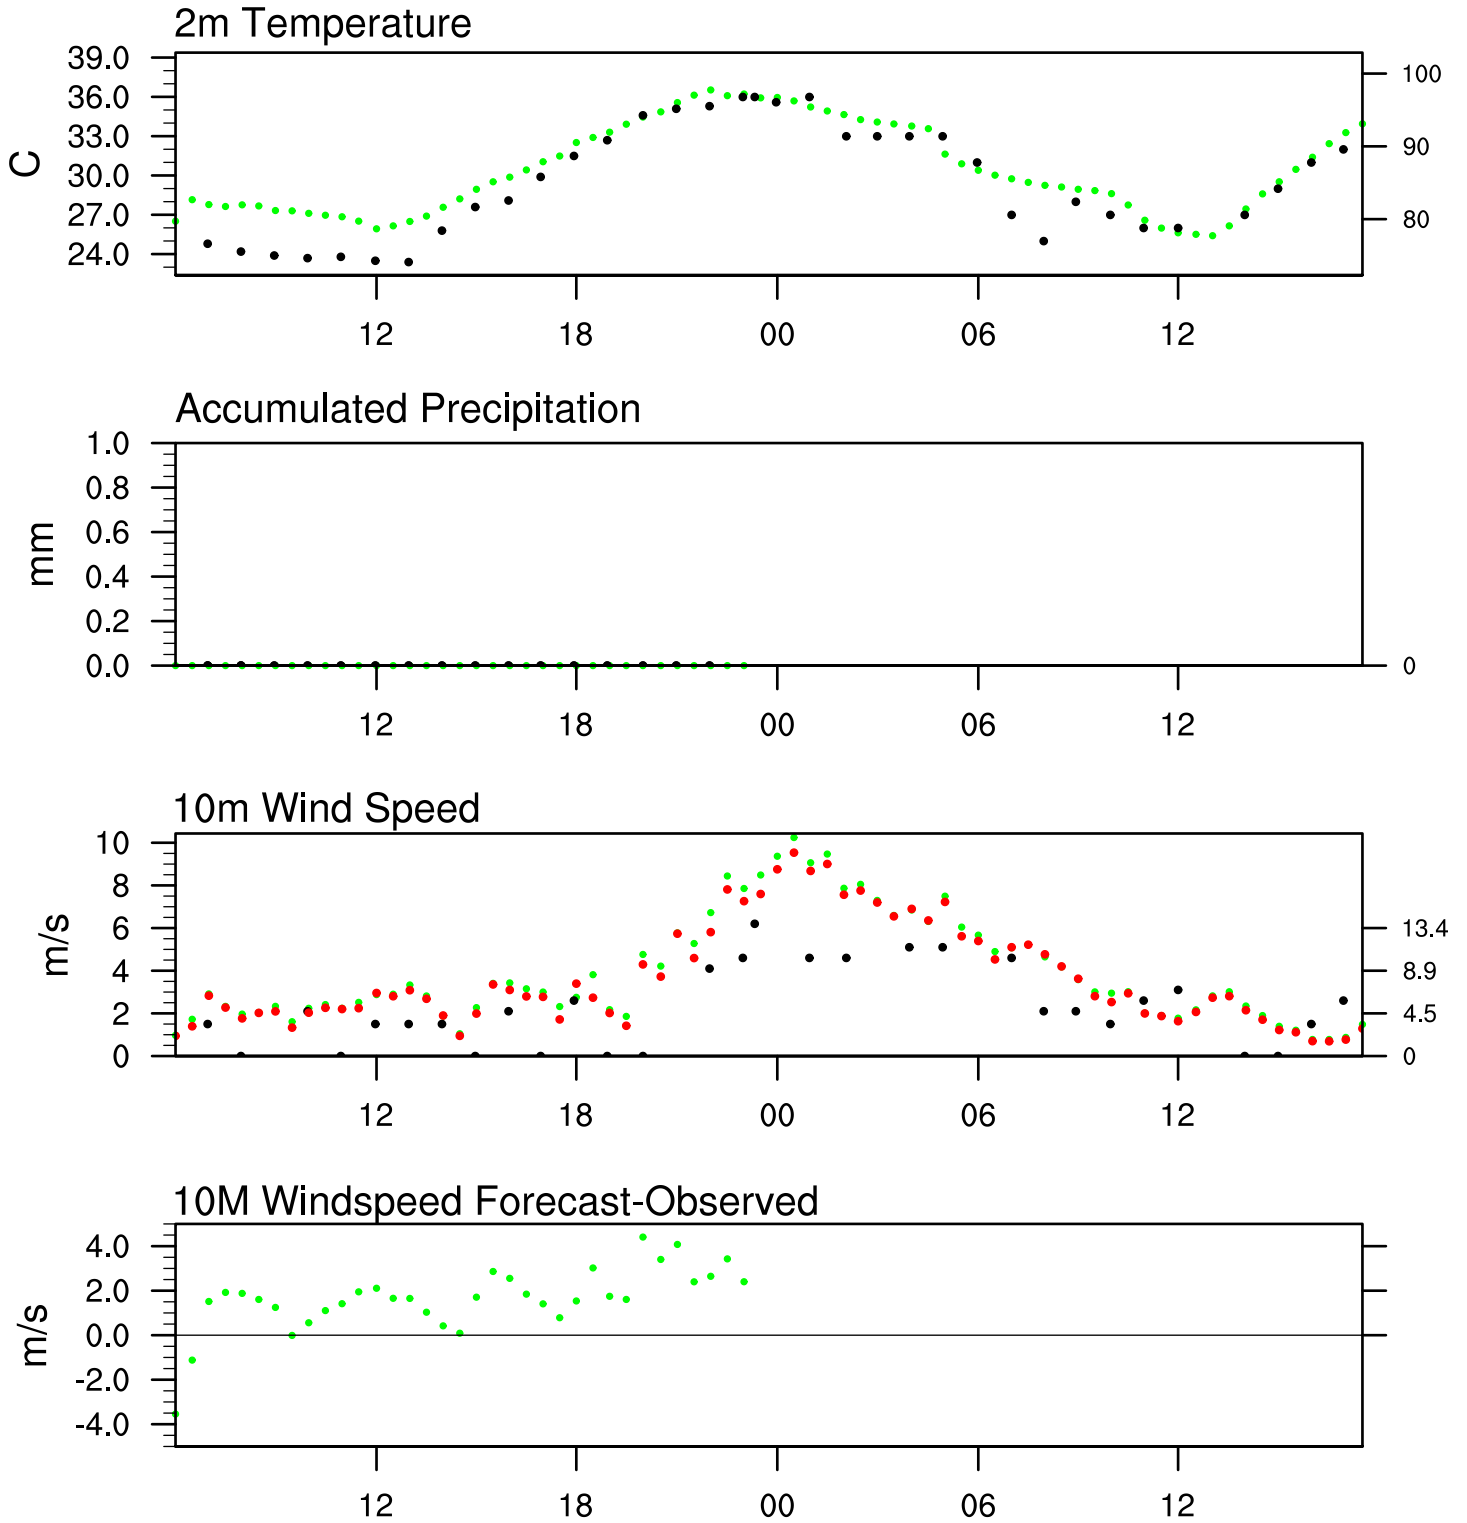 2m Temperature
39.0
36.0
33.0
30.0
27.0
24.0
C
100
90
80
12 18 00 06 12
Accumulated Precipitation
1.0
0.8
0.6
0.4
0.2
0.0
mm
0
12 18 00 06 12
10m Wind Speed
10
8
6
4
2
0
m/s
13.4
8.9
4.5
0
12 18 00 06 12
10M Windspeed Forecast-Observed
4.0
2.0
0.0
-2.0
-4.0
m/s
12 18 00 06 12